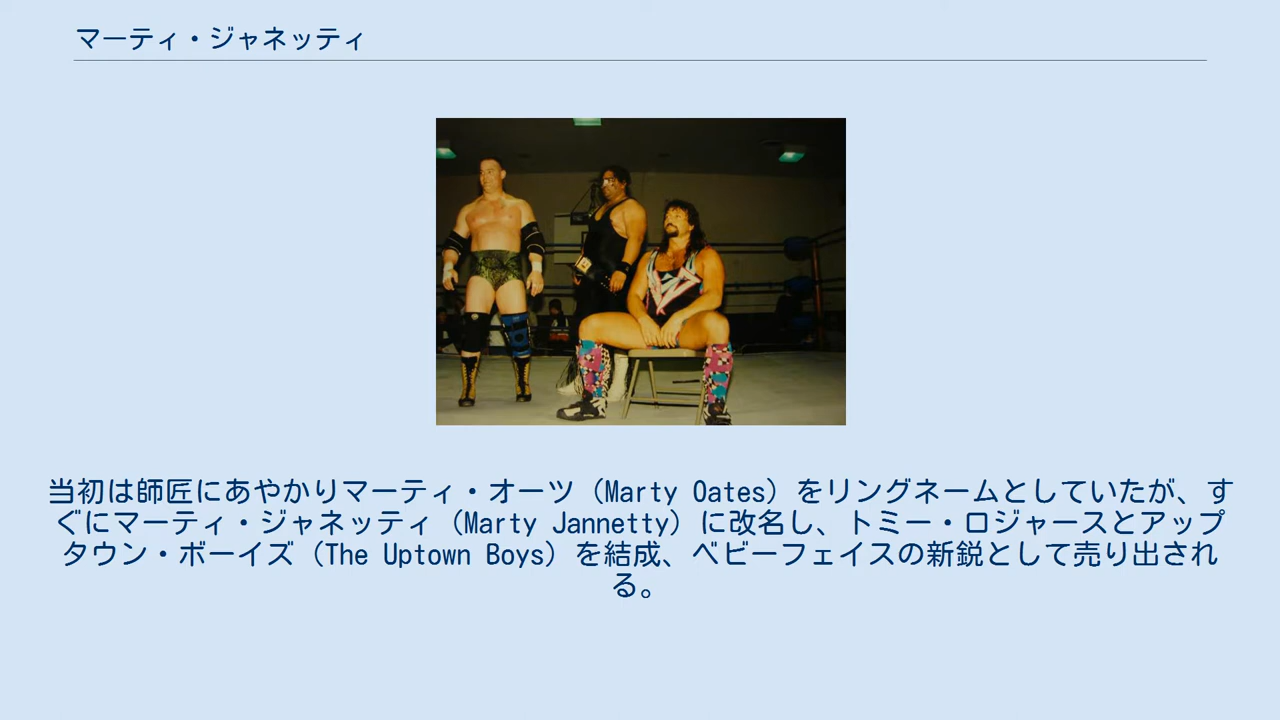 マーティ・ジャネッティ
当初は師匠にあやかりマーティ・オーツ（Marty Oates）をリングネームとしていたが、す
ぐにマーティ・ジャネッティ（Marty Jannetty）に改名し、トミー・ロジャースとアップ
タウン・ボーイズ（The Uptown Boys）を結成、ベビーフェイスの新鋭として売り出され
る。